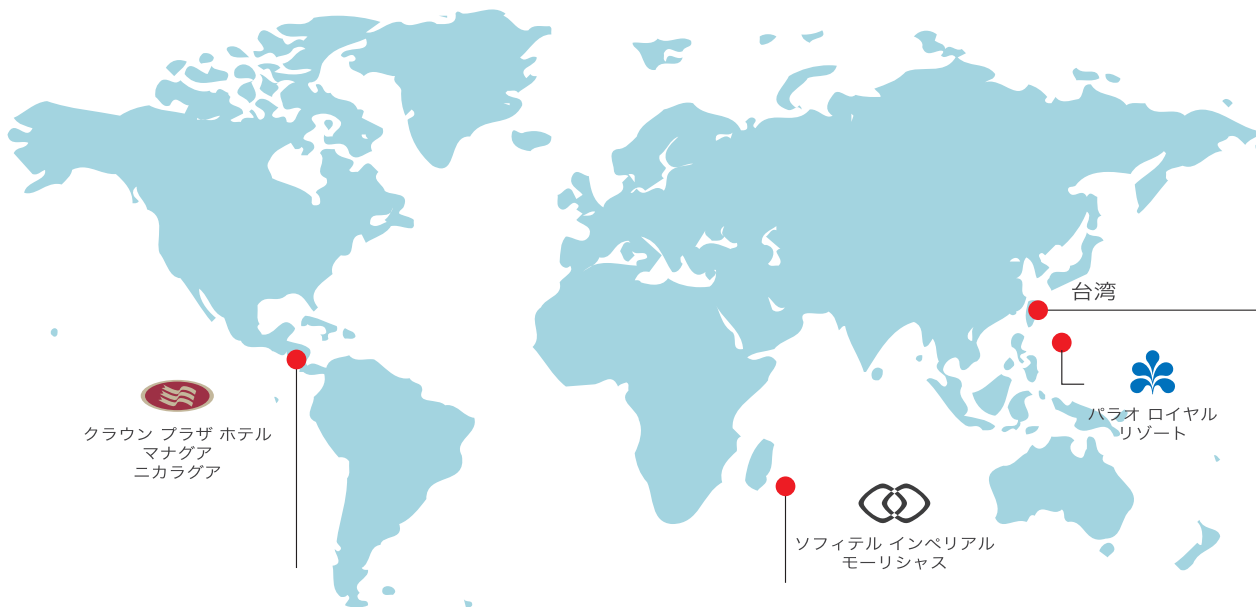 台湾
パラオ ロイヤル
リゾート
クラウン プラザ ホテル
マナグア
ニカラグア
ソフィテル インペリアル
モーリシャス